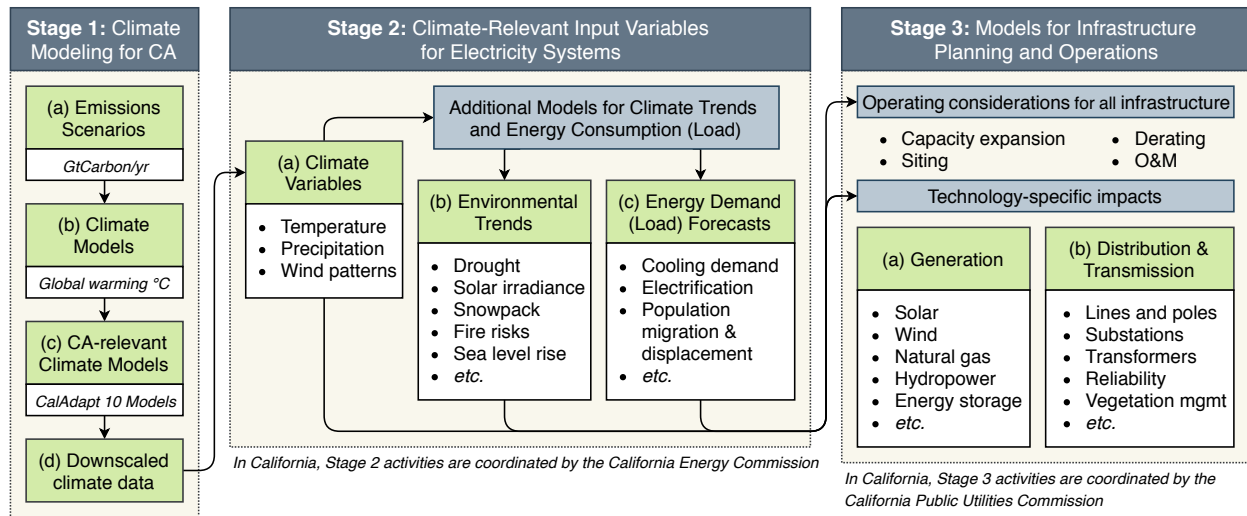 Stage 1: Climate
Modeling for CA
(a) Emissions
Scenarios
GtCarbon/yr
(b) Climate
Models
Global warming °C
(c) CA-relevant
Climate Models
CalAdapt 10 Models
(d) Downscaled
climate data
Stage 2: Climate-Relevant Input Variables
for Electricity Systems
Additional Models for Climate Trends
and Energy Consumption (Load)
(a) Climate
Variables
• Temperature
• Precipitation
• Wind patterns
(b) Environmental
Trends
• Drought
• Solar irradiance
• Snowpack
• Fire risks
• Sea level rise
• etc.
(c) Energy Demand
(Load) Forecasts
• Cooling demand
• Electrification
• Population
migration &
displacement
• etc.
In California, Stage 2 activities are coordinated by the California Energy Commission
Stage 3: Models for Infrastructure
Planning and Operations
Operating considerations for all infrastructure
• Capacity expansion
• Siting
• Derating
• O&M
Technology-specific impacts
(a) Generation
• Solar
• Wind
• Natural gas
• Hydropower
• Energy storage
• etc.
(b) Distribution &
Transmission
• Lines and poles
• Substations
• Transformers
• Reliability
• Vegetation mgmt
• etc.
In California, Stage 3 activities are coordinated by the
California Public Utilities Commission